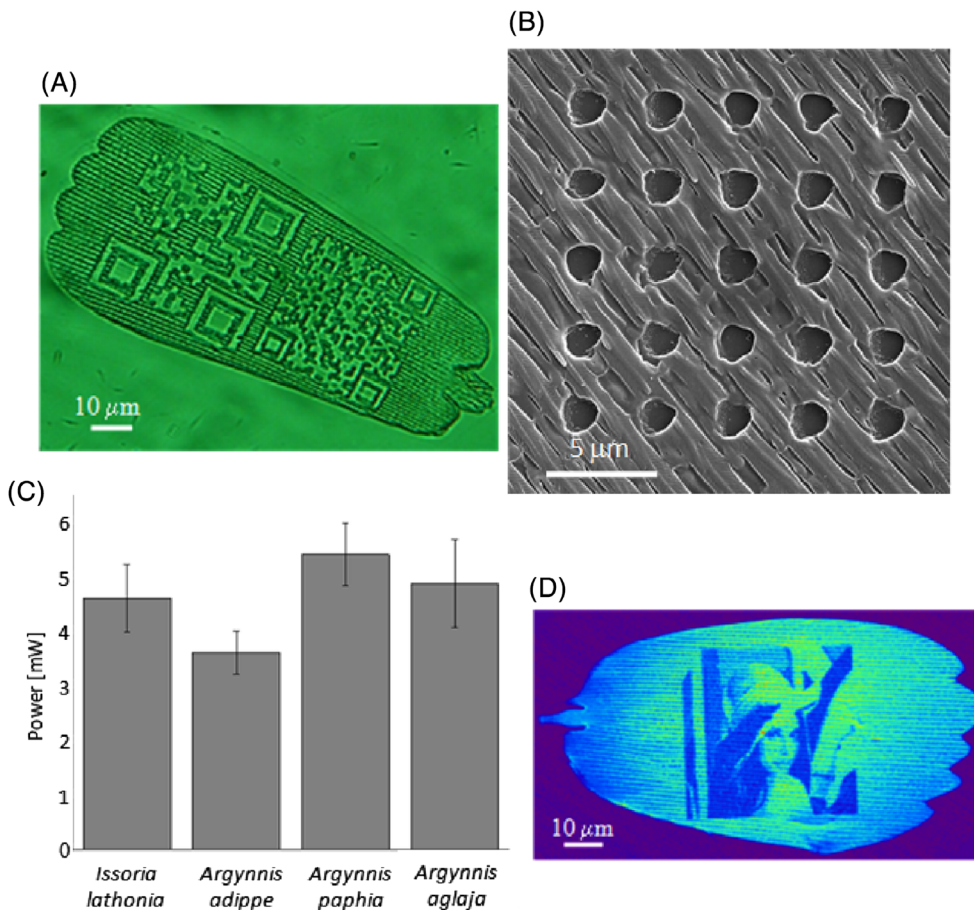 (A)
10 μm
(B)
5 μm
(C)
Power [mW]
6
5
4
3
2
1
0
Issoria lathonia
Argynnis adippe
Argynnis paphia
Argynnis aglaja
(D)
10 μm